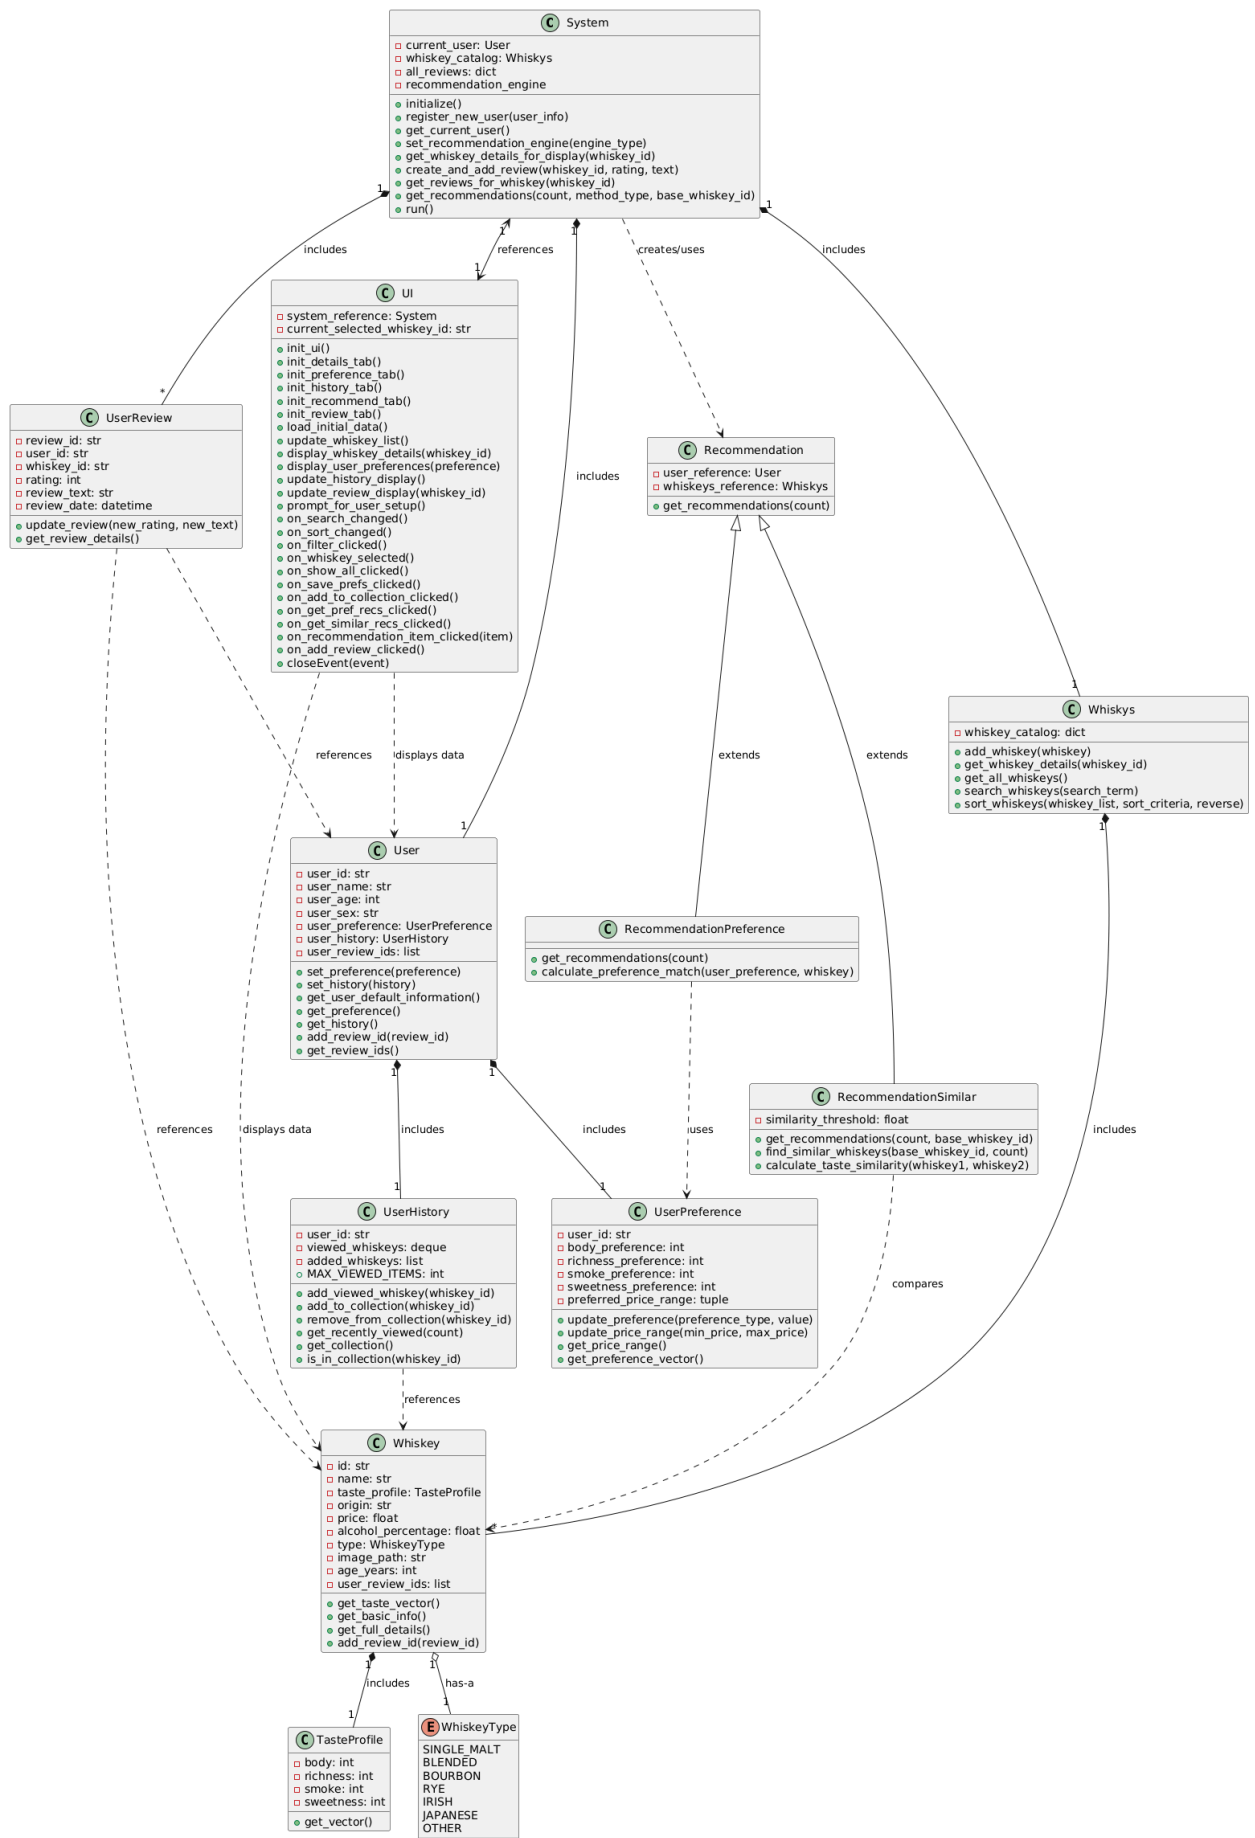 C System
current_user: User
whiskey_catalog: Whiskys
all_reviews: dict
recommendation_engine
initialize()
register_new_user(user_info)
get_current_user()
set_recommendation_engine(engine_type)
get_whiskey_details_for_display(whiskey_id)
create_and_add_review(whiskey_id, rating, text)
get_reviews_for_whiskey(whiskey_id)
get_recommendations(count, method_type, base_whiskey_id)
run()
1
1
1
1
includes
references
creates/uses
includes
1
*
C UI
system_reference: System
current_selected_whiskey_id: str
init_ui()
init_details_tab()
init_preference_tab()
init_history_tab()
init_recommend_tab()
init_review_tab()
load_initial_data()
update_whiskey_list()
display_whiskey_details(whiskey_id)
display_user_preferences(preference)
update_history_display()
update_review_display(whiskey_id)
prompt_for_user_setup()
on_search_changed()
on_sort_changed()
on_filter_clicked()
on_whiskey_selected()
on_show_all_clicked()
on_save_prefs_clicked()
on_add_to_collection_clicked()
on_get_pref_recs_clicked()
on_get_similar_recs_clicked()
on_recommendation_item_clicked(item)
on_add_review_clicked()
closeEvent(event)
C UserReview
review_id: str
user_id: str
whiskey_id: str
rating: int
review_text: str
review_date: datetime
update_review(new_rating, new_text)
get_review_details()
includes
C Recommendation
user_reference: User
whiskeys_reference: Whiskys
get_recommendations(count)
1
C Whiskys
whiskey_catalog: dict
add_whiskey(whiskey)
get_whiskey_details(whiskey_id)
get_all_whiskeys()
search_whiskeys(search_term)
sort_whiskeys(whiskey_list, sort_criteria, reverse)
1
references
displays data
extends
extends
1
C User
user_id: str
user_name: str
user_age: int
user_sex: str
user_preference: UserPreference
user_history: UserHistory
user_review_ids: list
set_preference(preference)
set_history(history)
get_user_default_information()
get_preference()
get_history()
add_review_id(review_id)
get_review_ids()
1
1
C RecommendationPreference
get_recommendations(count)
calculate_preference_match(user_preference, whiskey)
C RecommendationSimilar
similarity_threshold: float
get_recommendations(count, base_whiskey_id)
find_similar_whiskeys(base_whiskey_id, count)
calculate_taste_similarity(whiskey1, whiskey2)
references
displays data
includes
includes
uses
includes
1
1
C UserHistory
user_id: str
viewed_whiskeys: deque
added_whiskeys: list
MAX_VIEWED_ITEMS: int
add_viewed_whiskey(whiskey_id)
add_to_collection(whiskey_id)
remove_from_collection(whiskey_id)
get_recently_viewed(count)
get_collection()
is_in_collection(whiskey_id)
C UserPreference
user_id: str
body_preference: int
richness_preference: int
smoke_preference: int
sweetness_preference: int
preferred_price_range: tuple
update_preference(preference_type, value)
update_price_range(min_price, max_price)
get_price_range()
get_preference_vector()
compares
references
C Whiskey
id: str
name: str
taste_profile: TasteProfile
origin: str
price: float
alcohol_percentage: float
type: WhiskeyType
image_path: str
age_years: int
user_review_ids: list
get_taste_vector()
get_basic_info()
get_full_details()
add_review_id(review_id)
*
1
1
includes
has-a
1
1
C TasteProfile
body: int
richness: int
smoke: int
sweetness: int
get_vector()
E WhiskeyType
SINGLE_MALT
BLENDED
BOURBON
RYE
IRISH
JAPANESE
OTHER